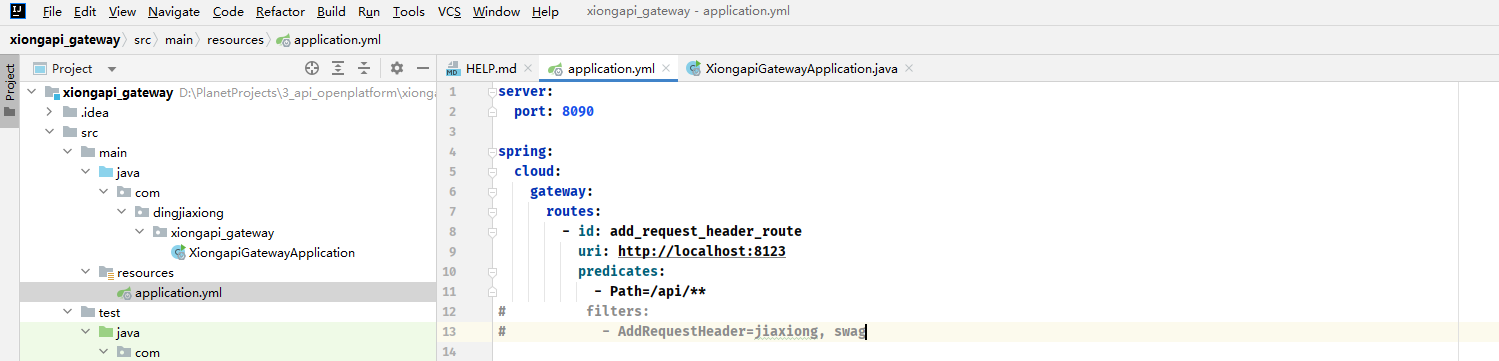 File Edit View Navigate Code Refactor Build Run Tools VCS Window Help xiongapi_gateway - application.yml
xiongapi_gateway src main resources application.yml
Project
Project
HELP.md application.yml XiongapiGatewayApplication.java
xiongapi_gateway D:\PlanetProjects\3_api_openplatform\xionga
.idea
src
main
java
com
dingjiaxiong
xiongapi_gateway
XiongapiGatewayApplication
resources
application.yml
test
java
com
1 server:
2   port: 8090
3
4 spring:
5   cloud:
6     gateway:
7       routes:
8         - id: add_request_header_route
9           uri: http://localhost:8123
10           predicates:
11             - Path=/api/**
12 #          filters:
13 #            - AddRequestHeader=jiaxiong, swag
14